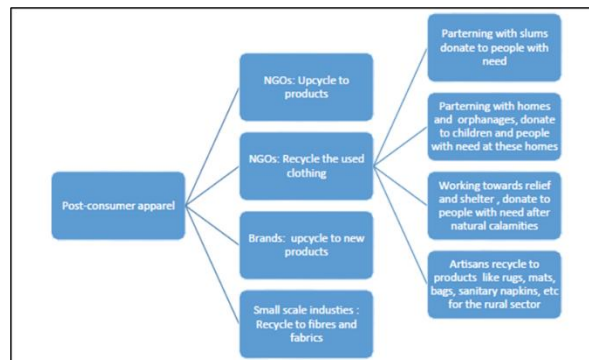 Post-consumer apparel
NGOs: Upcycle to
products
NGOs: Recycle the used
clothing
Brands: upcycle to new
products
Small scale industies :
Recycle to fibres and
fabrics
Parterning with slums
donate to people with
need
Parterning with homes
and orphanages, donate
to children and people
with need at these homes
Working towards relief
and shelter , donate to
people with need after
natural calamities
Artisans recycle to
products like rugs, mats,
bags, sanitary napkins, etc
for the rural sector